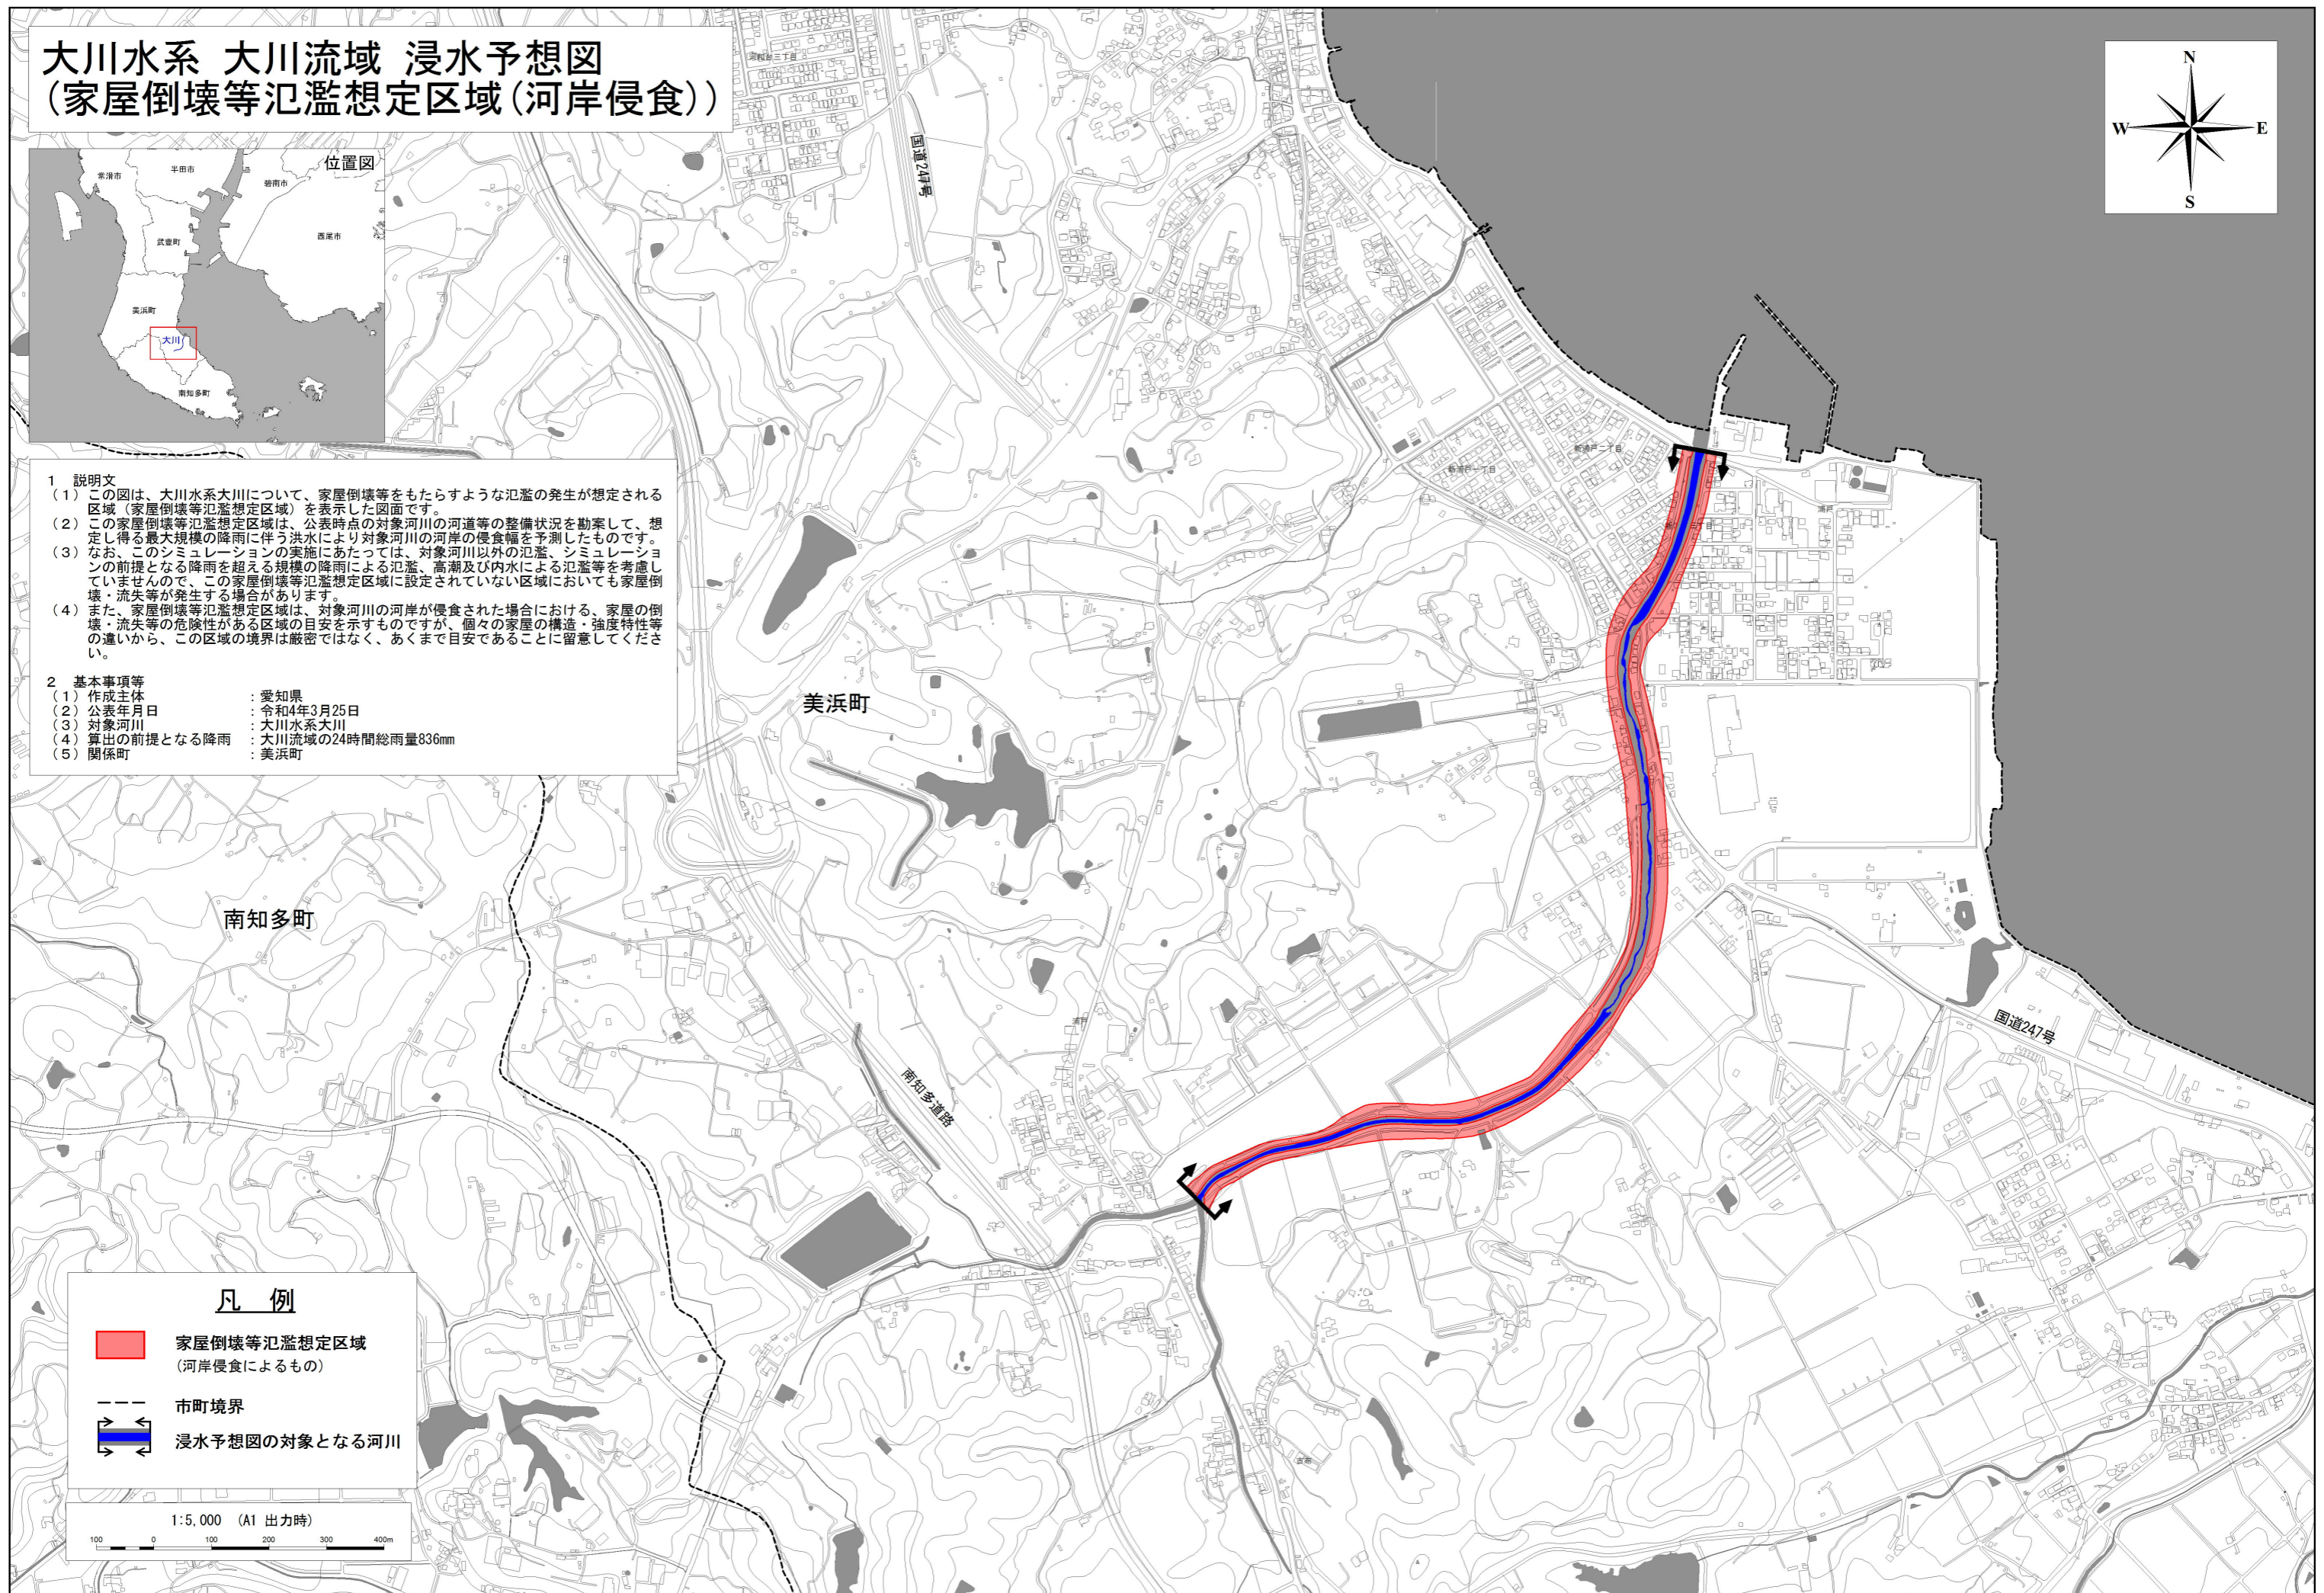 大川水系 大川流域 浸水予想図
（家屋倒壊等氾濫想定区域（河岸侵食））
位置図
常滑市
半田市
碧南市
武豊町
西尾市
美浜町
大川
南知多町
1 説明文
（１）この図は、大川水系大川について、家屋倒壊等をもたらすような氾濫の発生が想定される
区域（家屋倒壊等氾濫想定区域）を表示した図面です。
（２）この家屋倒壊等氾濫想定区域は、公表時点の対象河川の河道等の整備状況を勘案して、想
定し得る最大規模の降雨に伴う洪水により対象河川の河岸の侵食幅を予測したものです。
（３）なお、このシミュレーションの実施にあたっては、対象河川以外の氾濫、シミュレーショ
ンの前提となる降雨を超える規模の降雨による氾濫、高潮及び内水による氾濫等を考慮し
ていませんので、この家屋倒壊等氾濫想定区域に設定されていない区域においても家屋倒
壊・流失等が発生する場合があります。
（４）また、家屋倒壊等氾濫想定区域は、対象河川の河岸が侵食された場合における、家屋の倒
壊・流失等の危険性がある区域の目安を示すものですが、個々の家屋の構造・強度特性等
の違いから、この区域の境界は厳密ではなく、あくまで目安であることに留意してくださ
い。
2 基本事項等
（１）作成主体 ：愛知県
（２）公表年月日 ：令和4年3月25日
（３）対象河川 ：大川水系大川
（４）算出の前提となる降雨 ：大川流域の24時間総雨量836mm
（５）関係町 ：美浜町
N
W
E
S
河和台三丁目
国道247号
新浦戸二丁目
新浦戸一丁目
浦戸
美浜町
南知多町
浦戸
国道247号
南知多道路
古布
凡 例
家屋倒壊等氾濫想定区域
（河岸侵食によるもの）
市町境界
浸水予想図の対象となる河川
1:5,000 （A1 出力時）
100 0 100 200 300 400m